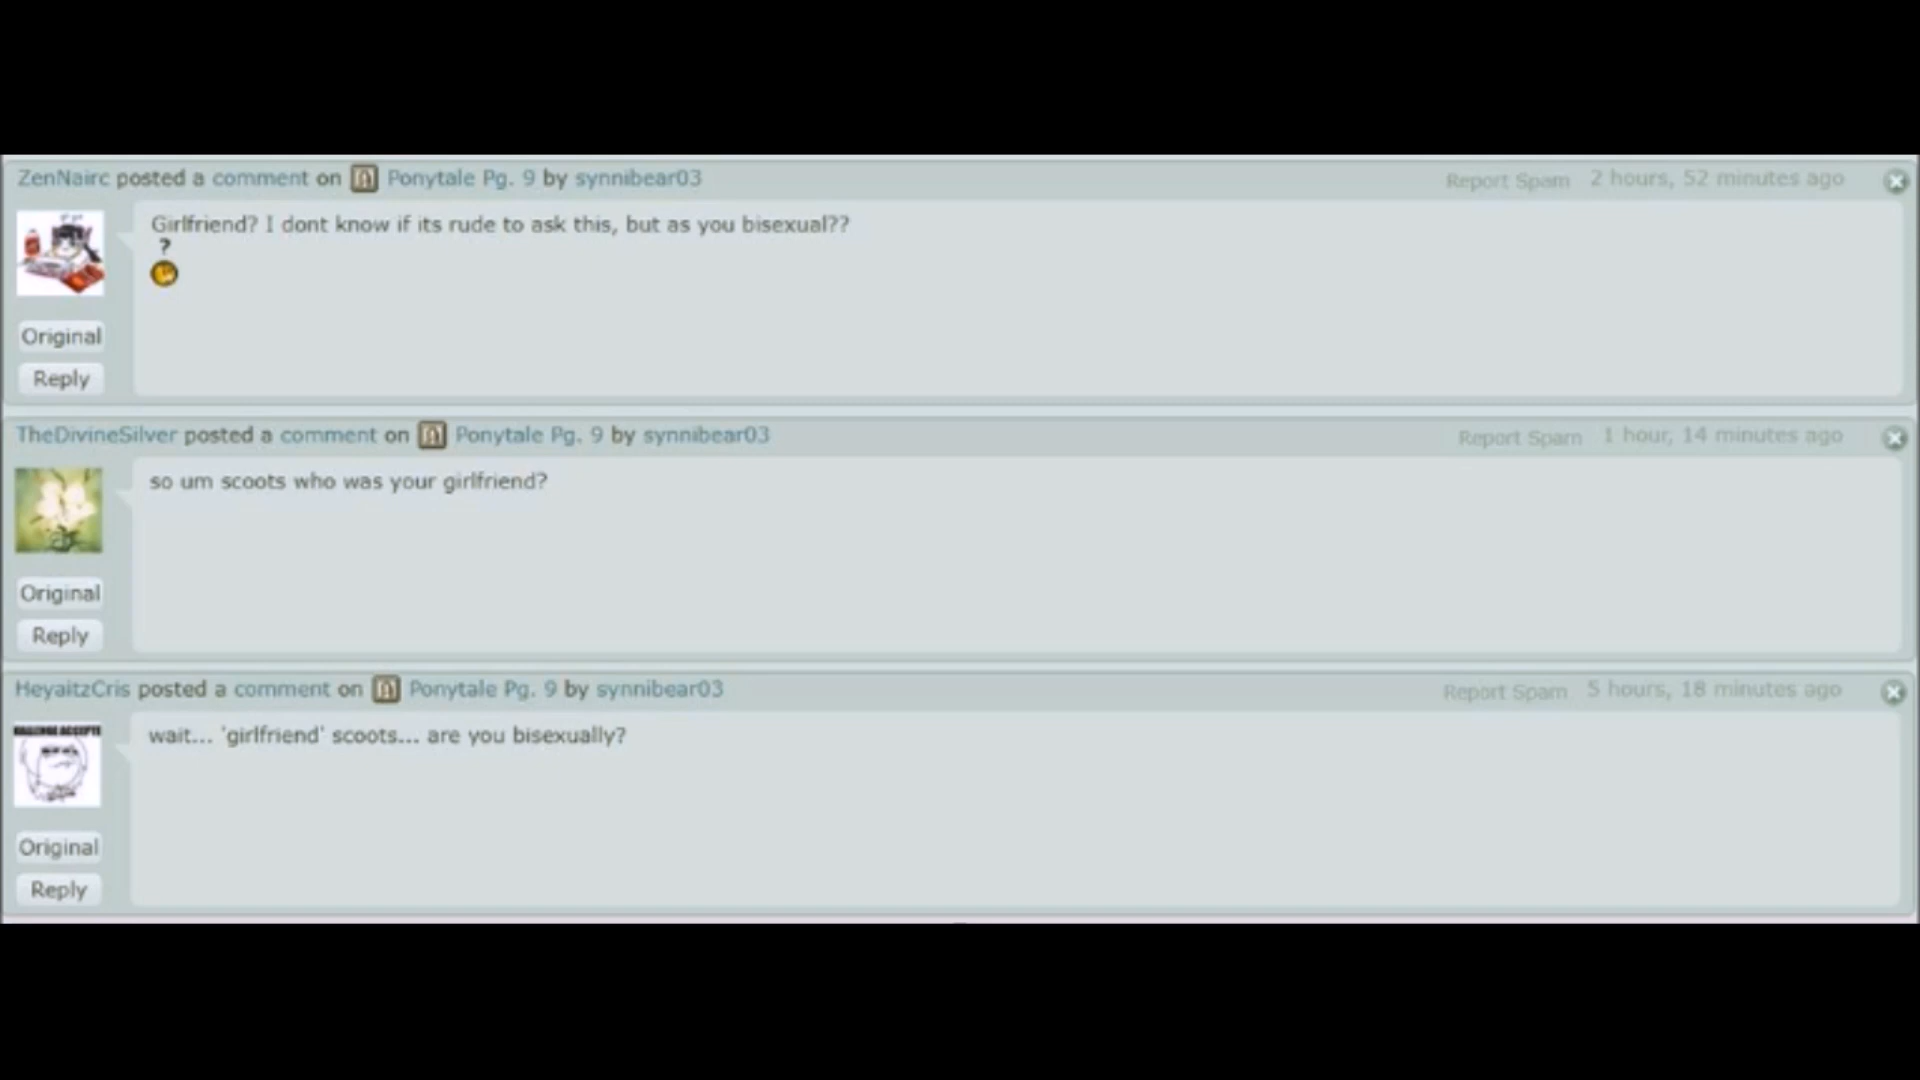 ZenNairc posted a comment on Ponytale Pg. 9 by synnibear03 Report Spam 2 hours, 52 minutes ago
Girlfriend? I dont know if its rude to ask this, but as you bisexual??
?
Original
Reply
TheDivineSilver posted a comment on Ponytale Pg. 9 by synnibear03 Report Spam 1 hour, 14 minutes ago
so um scoots who was your girlfriend?
Original
Reply
HeyaitzCris posted a comment on Ponytale Pg. 9 by synnibear03 Report Spam 5 hours, 18 minutes ago
wait... 'girlfriend' scoots... are you bisexually?
Original
Reply